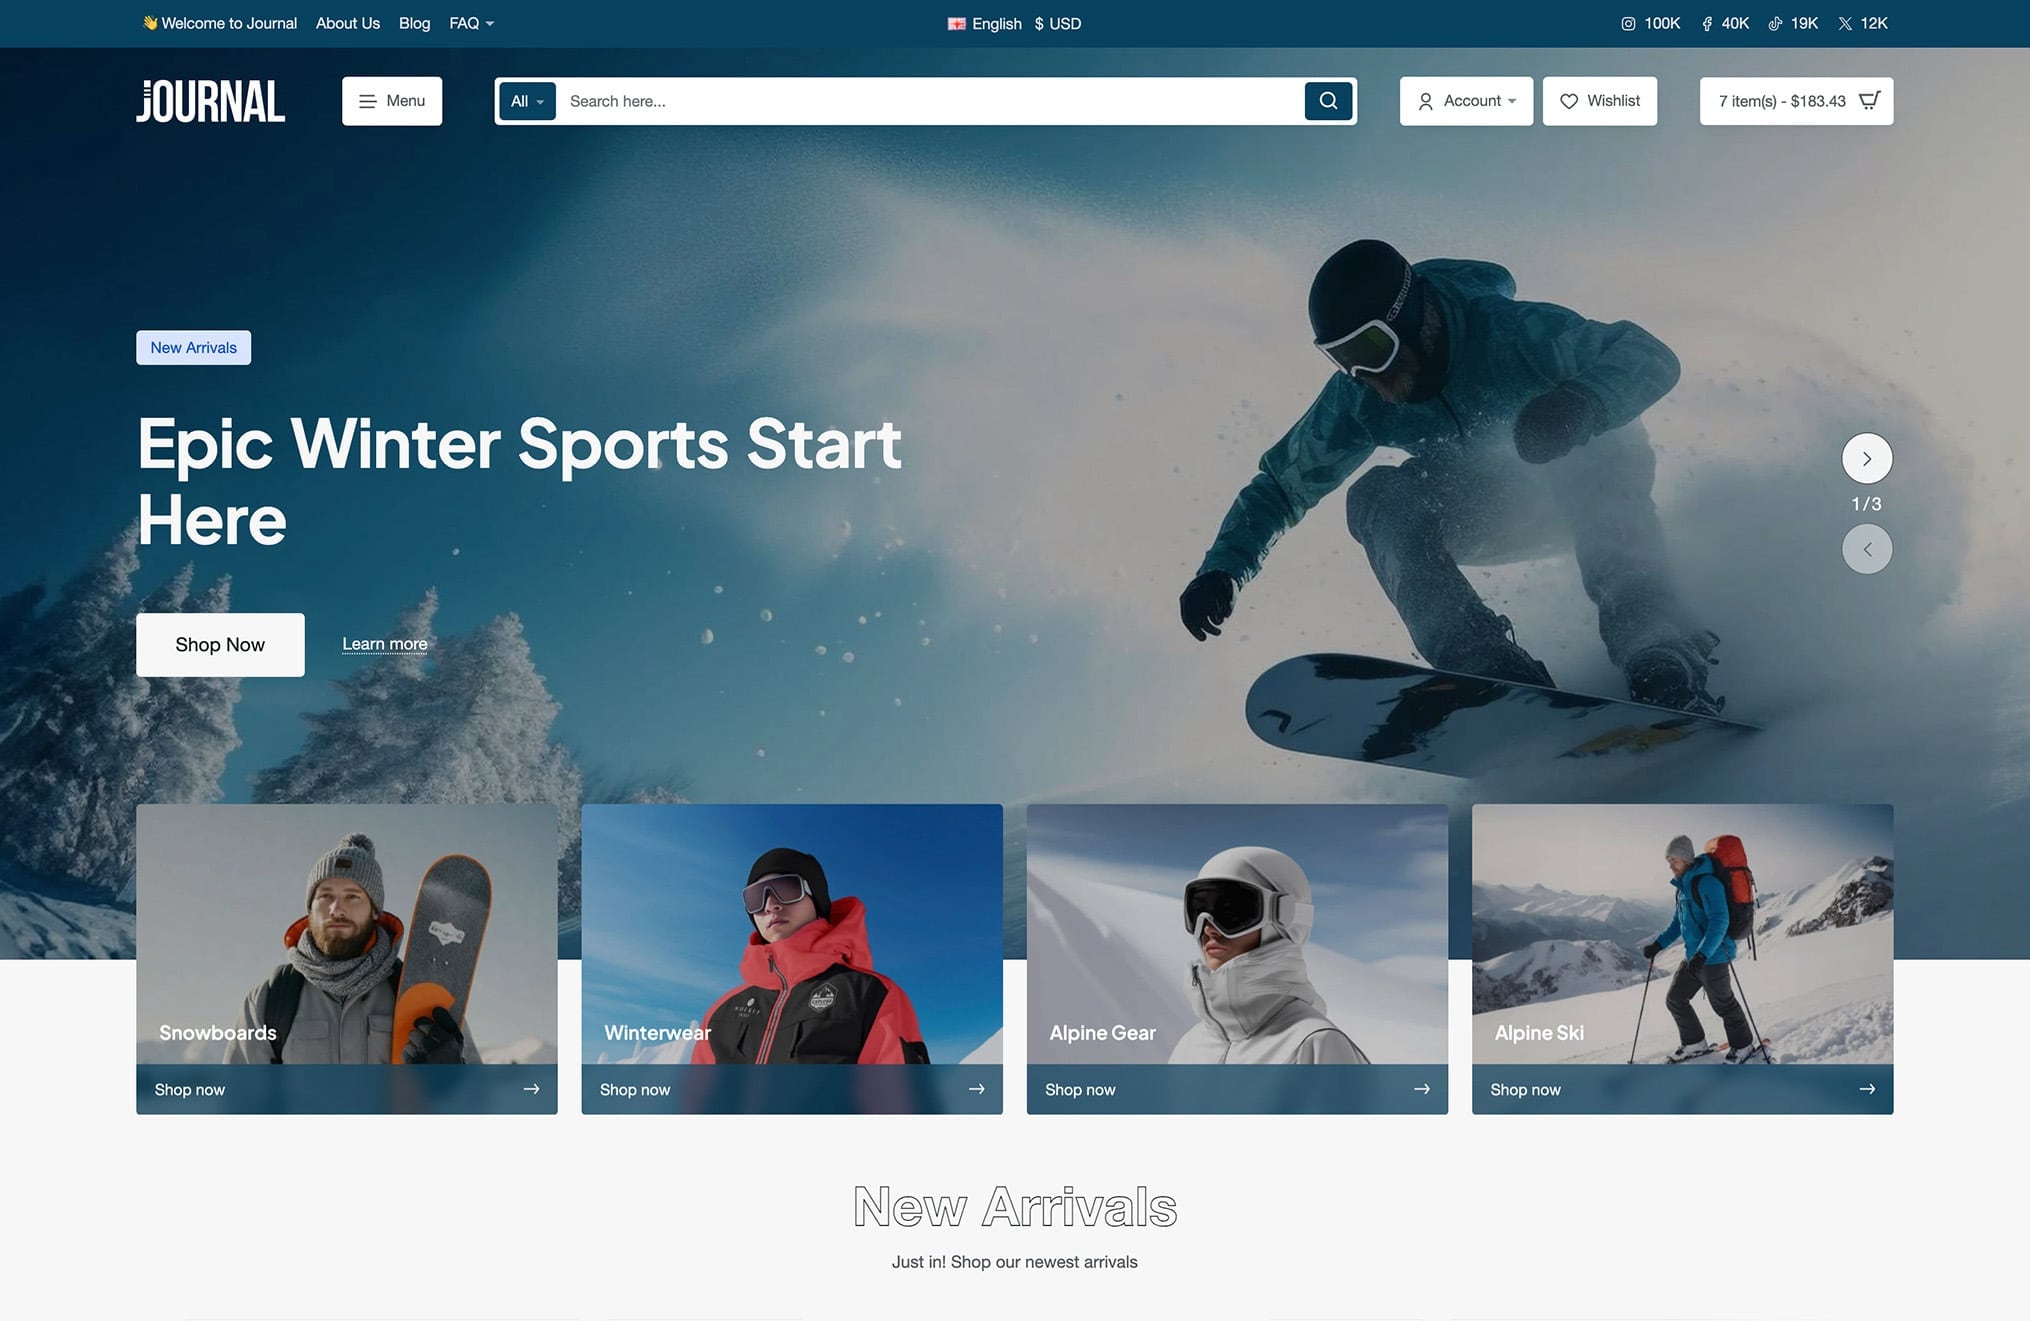 👋 Welcome to Journal About Us Blog FAQ
English $ USD
100K 40K 19K 12K
JOURNAL
Menu
All Search here...
Account
Wishlist
7 item(s) - $183.43
New Arrivals
Epic Winter Sports Start
Here
1/3
Shop Now Learn more
Snowboards
Shop now
Winterwear
Shop now
Alpine Gear
Shop now
Alpine Ski
Shop now
New Arrivals
Just in! Shop our newest arrivals